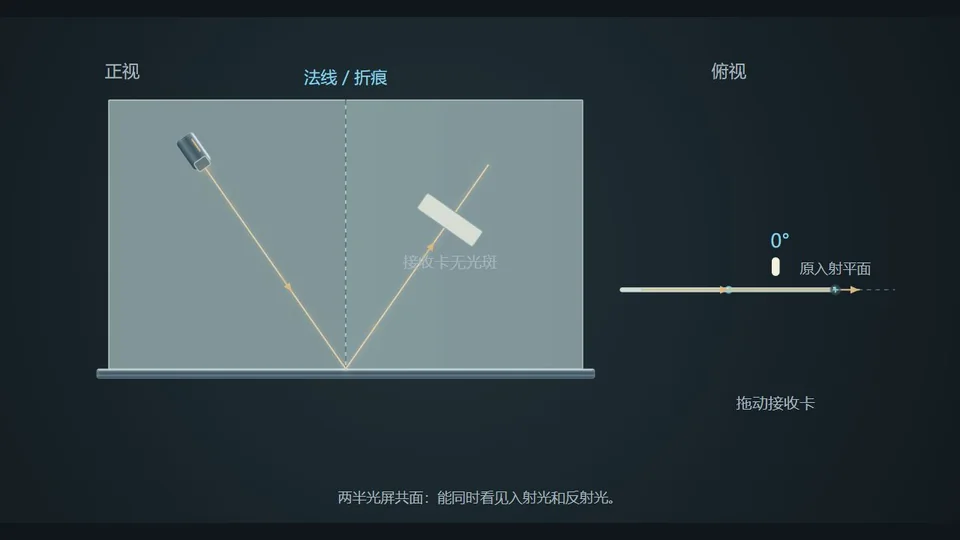 正视
法线 / 折痕
俯视
0°
原入射平面
接收卡无光斑
拖动接收卡
两半光屏共面：能同时看见入射光和反射光。